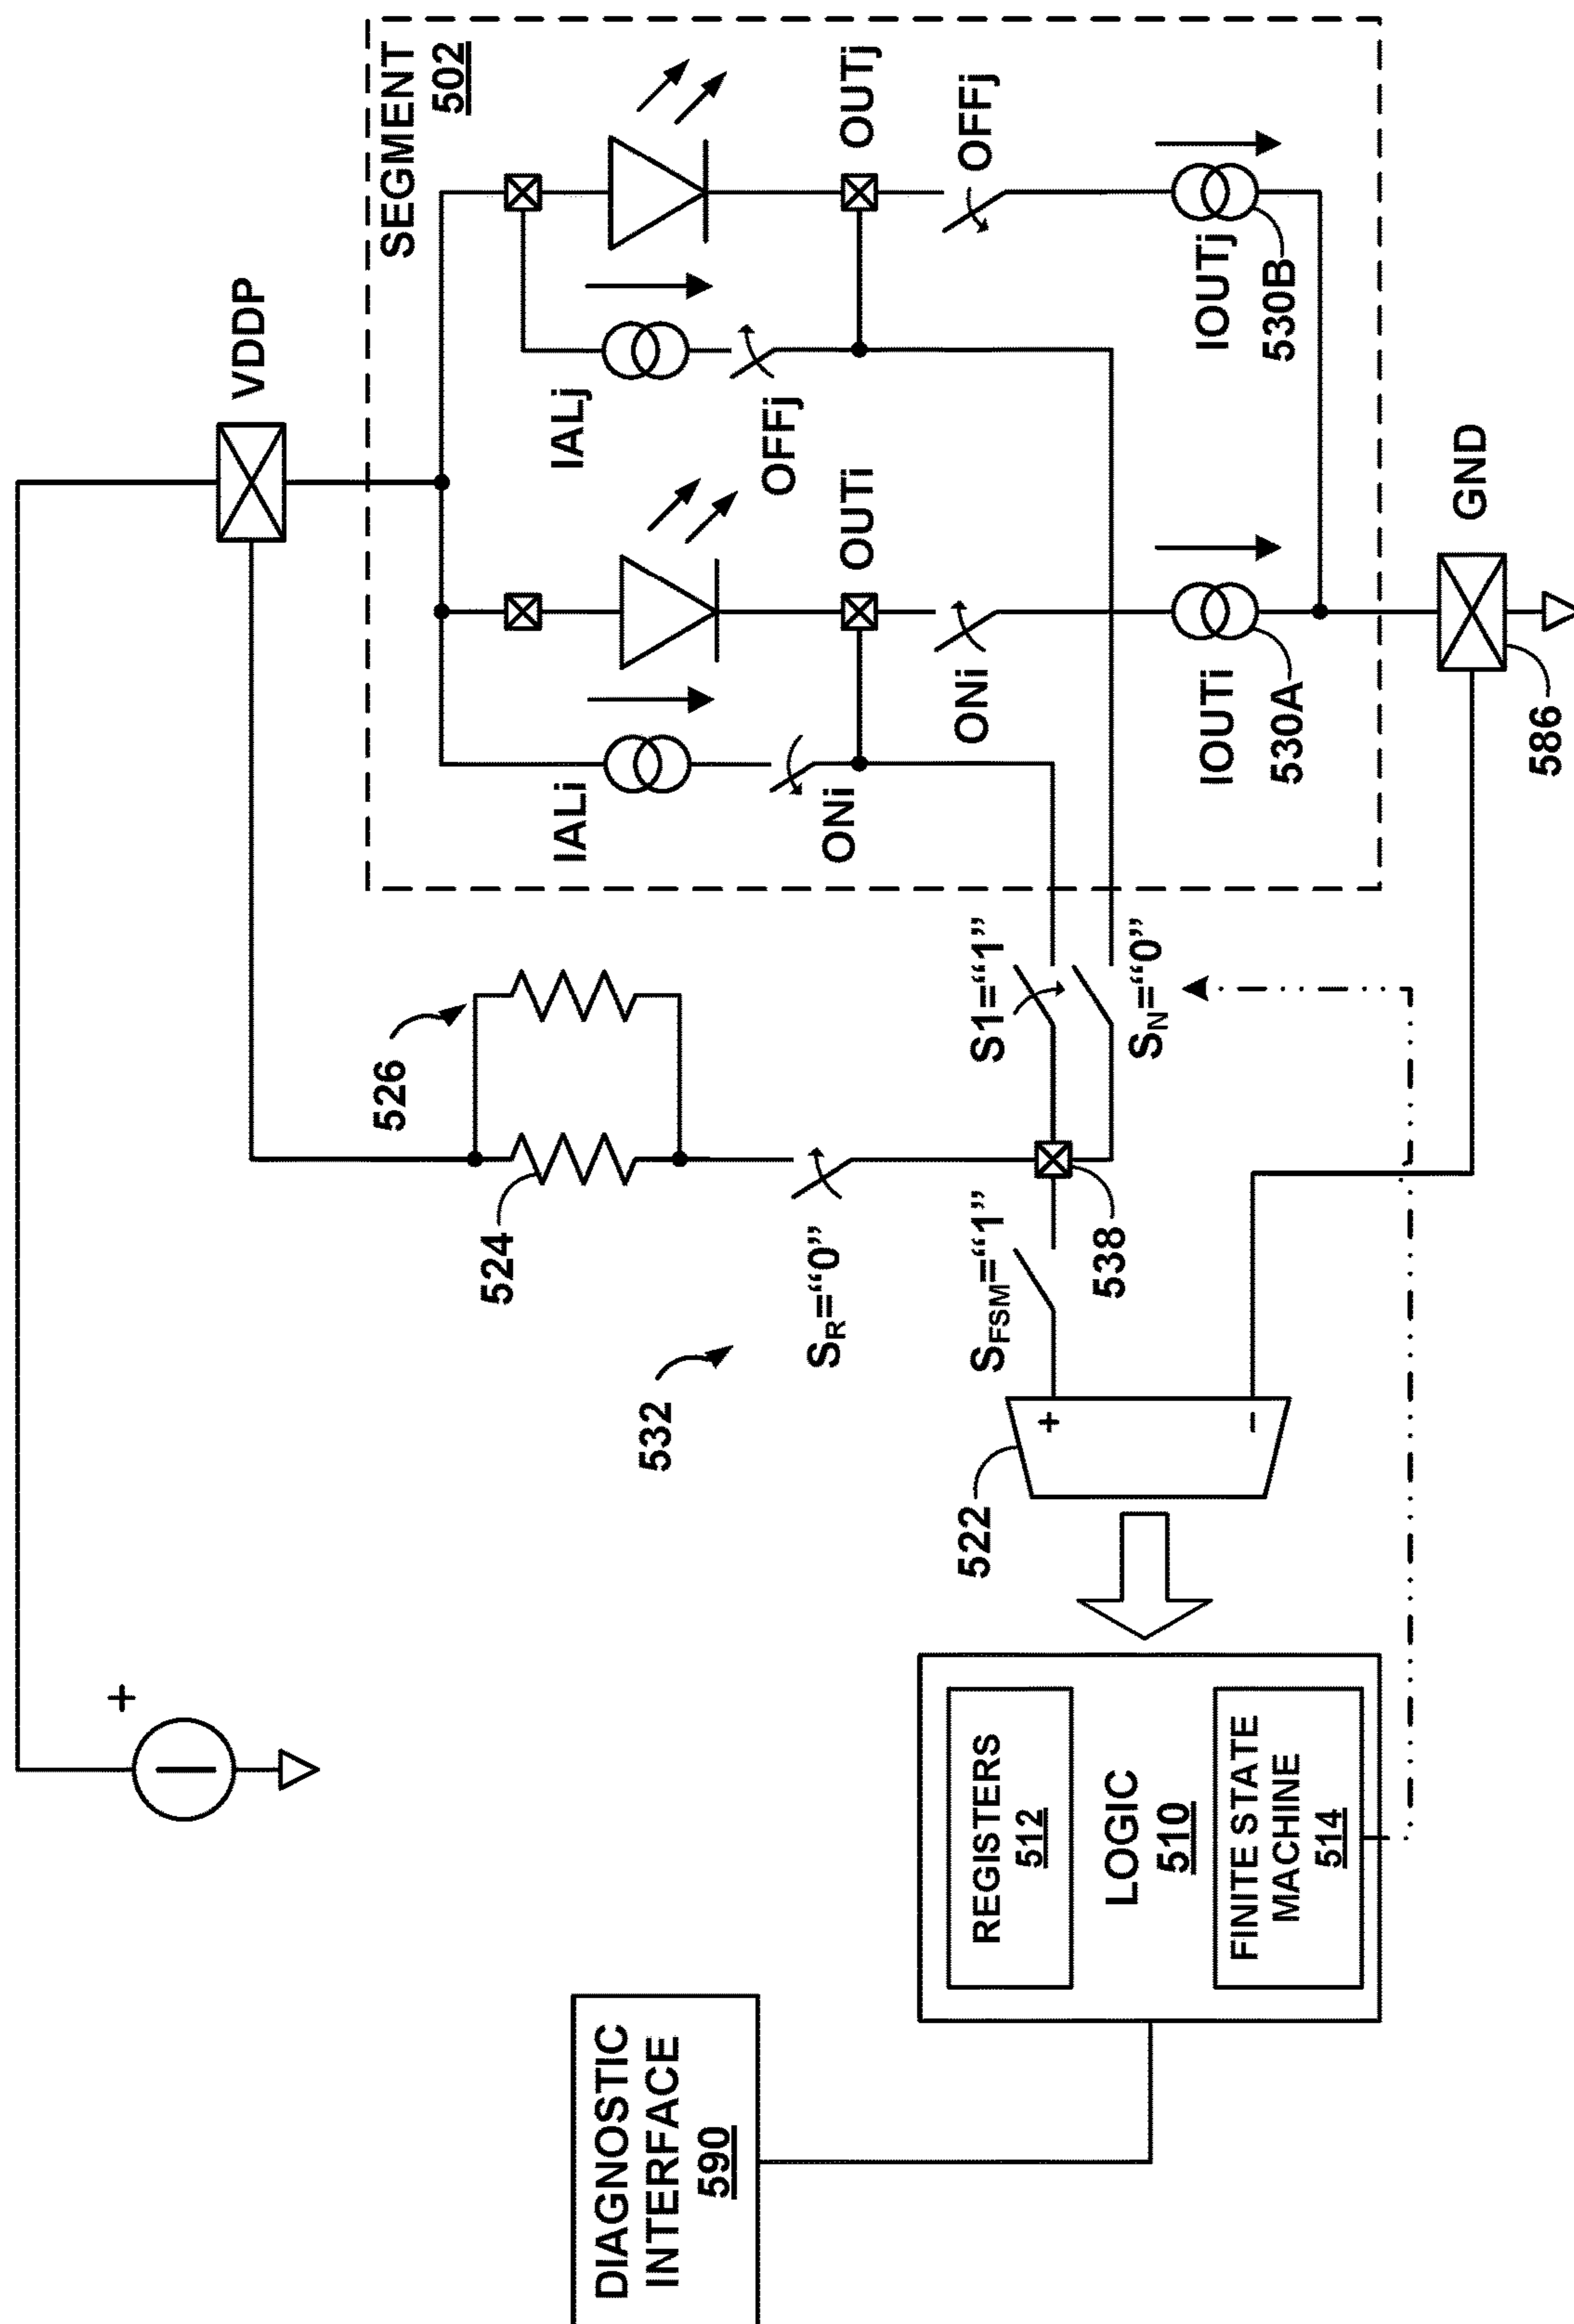 VDDP
SEGMENT
502
IALi
ONi
OUTi
ONi
IOUTi
530A
IALj
OFFj
OUTj
OFFj
IOUTj
530B
GND
586
526
524
532
SR="0"
S1="1"
SN="0"
SFSM="1"
538
+
−
522
+
REGISTERS
512
LOGIC
510
FINITE STATE
MACHINE
514
DIAGNOSTIC
INTERFACE
590